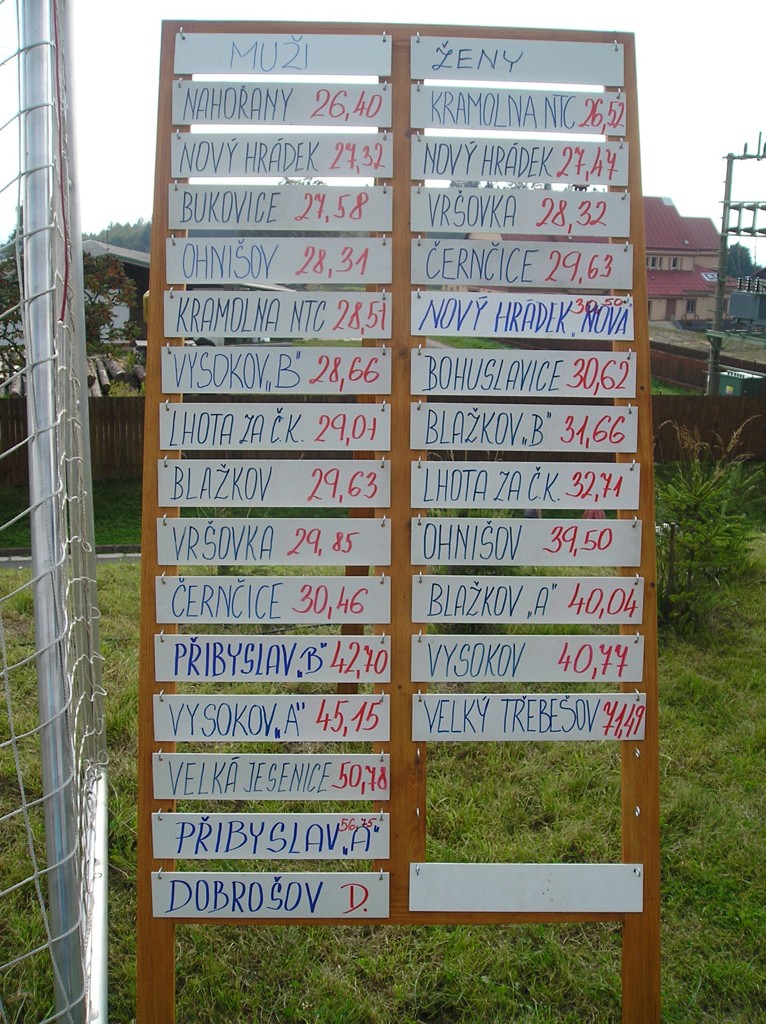 MUŽI
NAHOŘANY 26,40
NOVÝ HRÁDEK 27,32
BUKOVICE 27,58
OHNIŠOV 28,31
KRAMOLNA NTC 28,51
VYSOKOV „B" 28,66
LHOTA ZA Č.K. 29,01
BLAŽKOV 29,63
VRŠOVKA 29,85
ČERNČICE 30,46
PŘIBYSLAV „B" 42,70
VYSOKOV „A" 45,15
VELKÁ JESENICE 50,78
PŘIBYSLAV „A" 56,75
DOBROŠOV D.
ŽENY
KRAMOLNA NTC 26,52
NOVÝ HRÁDEK 27,47
VRŠOVKA 28,32
ČERNČICE 29,63
NOVÝ HRÁDEK „NOVA 30,50
BOHUSLAVICE 30,62
BLAŽKOV „B" 31,66
LHOTA ZA Č.K. 32,71
OHNIŠOV 39,50
BLAŽKOV „A" 40,04
VYSOKOV 40,77
VELKÝ TŘEBEŠOV 71,49